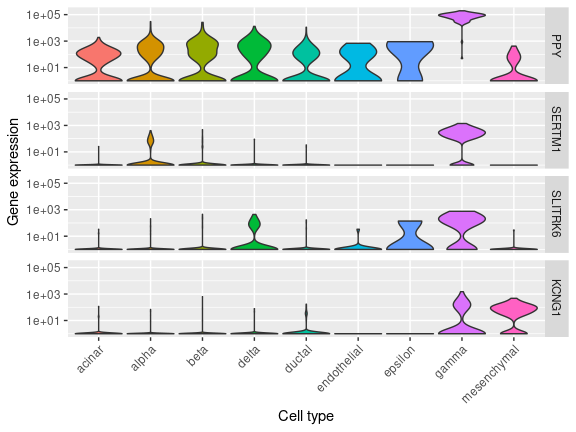 Gene expression
1e+05
1e+03
1e+01
PPY
1e+05
1e+03
1e+01
SERTM1
1e+05
1e+03
1e+01
SLITRK6
1e+05
1e+03
1e+01
KCNG1
acinar
alpha
beta
delta
ductal
endothelial
epsilon
gamma
mesenchymal
Cell type